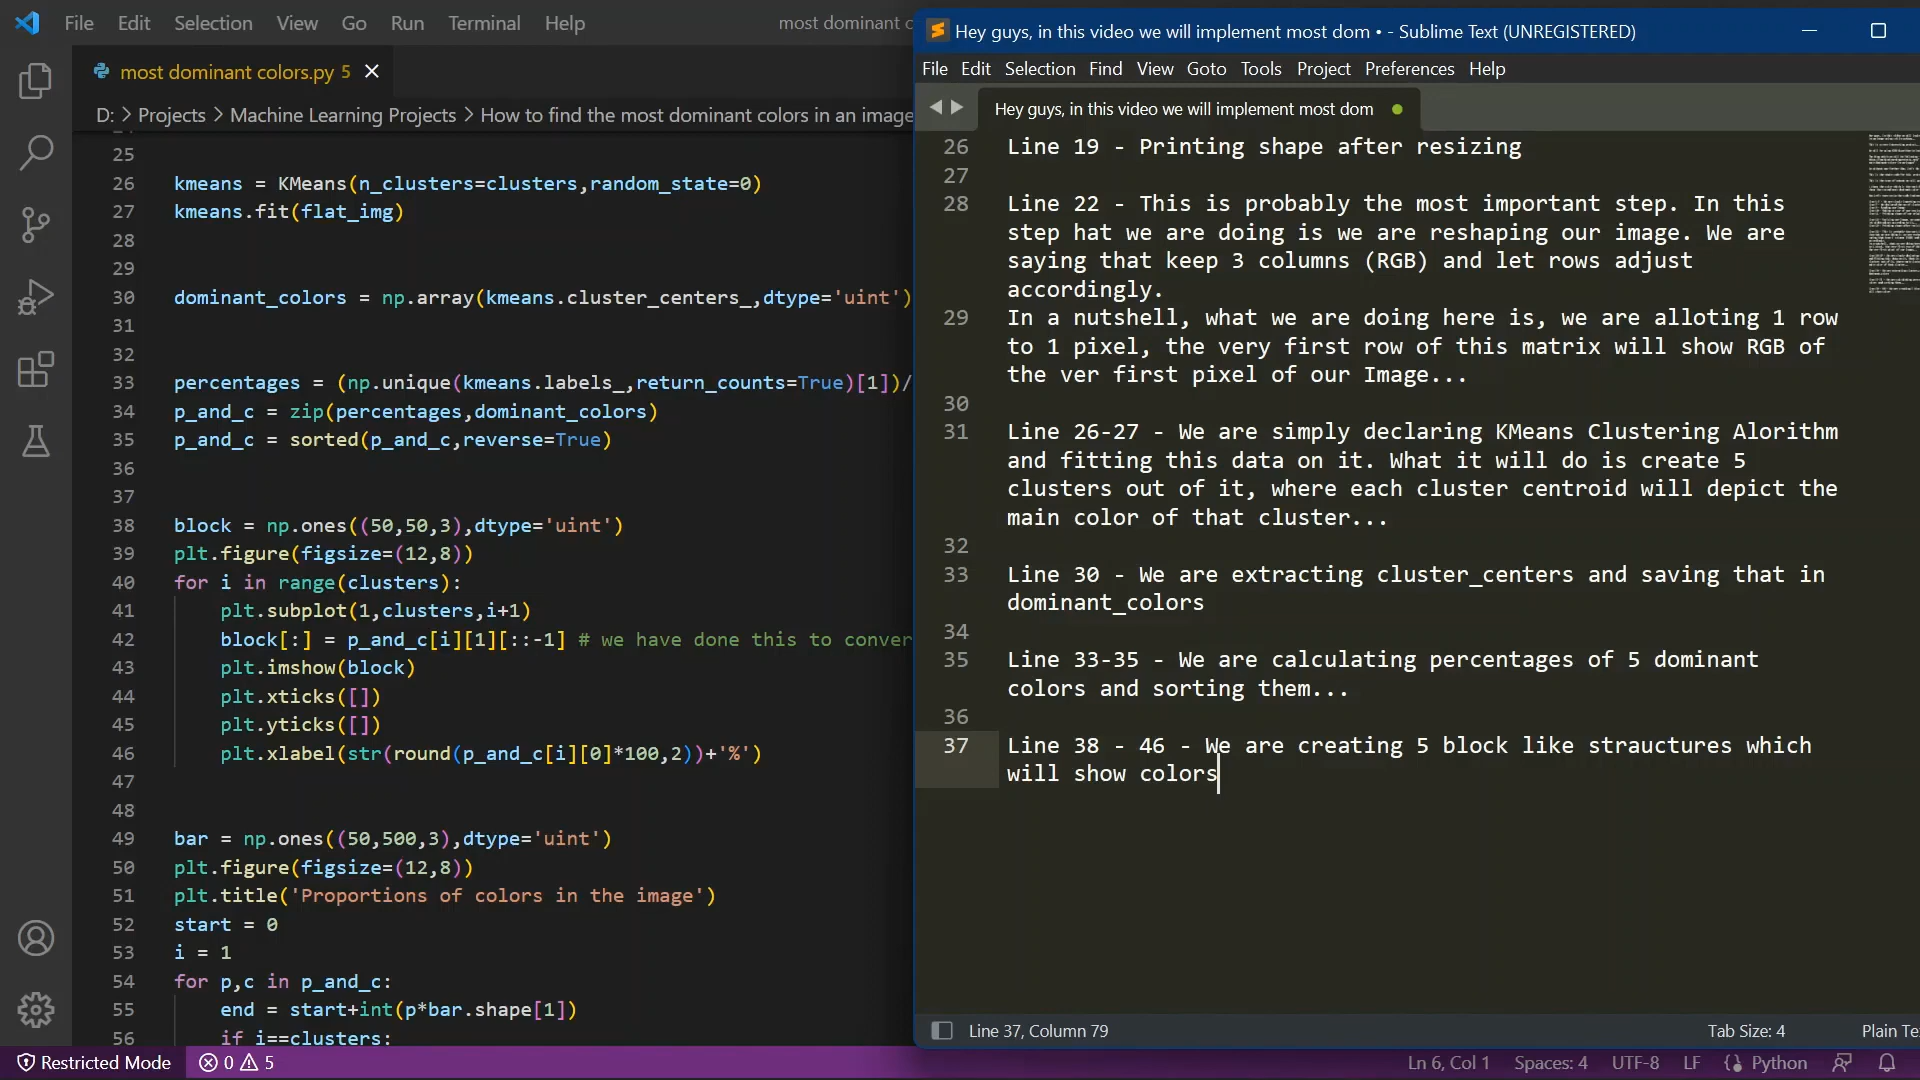 File Edit Selection View Go Run Terminal Help
most dominant c
most dominant colors.py 5
D: > Projects > Machine Learning Projects > How to find the most dominant colors in an image
25
26 kmeans = KMeans(n_clusters=clusters,random_state=0)
27 kmeans.fit(flat_img)
28
29
30 dominant_colors = np.array(kmeans.cluster_centers_,dtype='uint')
31
32
33 percentages = (np.unique(kmeans.labels_,return_counts=True)[1])/
34 p_and_c = zip(percentages,dominant_colors)
35 p_and_c = sorted(p_and_c,reverse=True)
36
37
38 block = np.ones((50,50,3),dtype='uint')
39 plt.figure(figsize=(12,8))
40 for i in range(clusters):
41 plt.subplot(1,clusters,i+1)
42 block[:] = p_and_c[i][1][::-1] # we have done this to conver
43 plt.imshow(block)
44 plt.xticks([])
45 plt.yticks([])
46 plt.xlabel(str(round(p_and_c[i][0]*100,2))+'%')
47
48
49 bar = np.ones((50,500,3),dtype='uint')
50 plt.figure(figsize=(12,8))
51 plt.title('Proportions of colors in the image')
52 start = 0
53 i = 1
54 for p,c in p_and_c:
55 end = start+int(p*bar.shape[1])
56 if i==clusters:
Restricted Mode 0 5
Hey guys, in this video we will implement most dom • - Sublime Text (UNREGISTERED)
File Edit Selection Find View Goto Tools Project Preferences Help
Hey guys, in this video we will implement most dom
26 Line 19 - Printing shape after resizing
27
28 Line 22 - This is probably the most important step. In this
step hat we are doing is we are reshaping our image. We are
saying that keep 3 columns (RGB) and let rows adjust
accordingly.
29 In a nutshell, what we are doing here is, we are alloting 1 row
to 1 pixel, the very first row of this matrix will show RGB of
the ver first pixel of our Image...
30
31 Line 26-27 - We are simply declaring KMeans Clustering Alorithm
and fitting this data on it. What it will do is create 5
clusters out of it, where each cluster centroid will depict the
main color of that cluster...
32
33 Line 30 - We are extracting cluster_centers and saving that in
dominant_colors
34
35 Line 33-35 - We are calculating percentages of 5 dominant
colors and sorting them...
36
37 Line 38 - 46 - We are creating 5 block like strauctures which
will show colors
Line 37, Column 79 Tab Size: 4 Plain Te
Ln 6, Col 1 Spaces: 4 UTF-8 LF Python